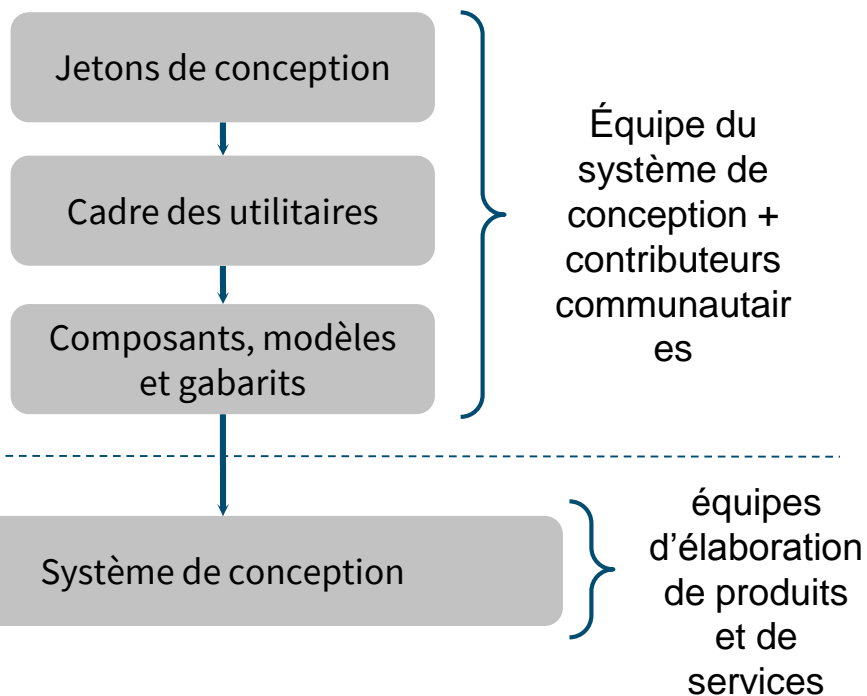 Jetons de conception
Cadre des utilitaires
Composants, modèles
et gabarits
Équipe du
système de
conception +
contributeurs
communautair
es
Système de conception
équipes
d’élaboration
de produits
et de
services